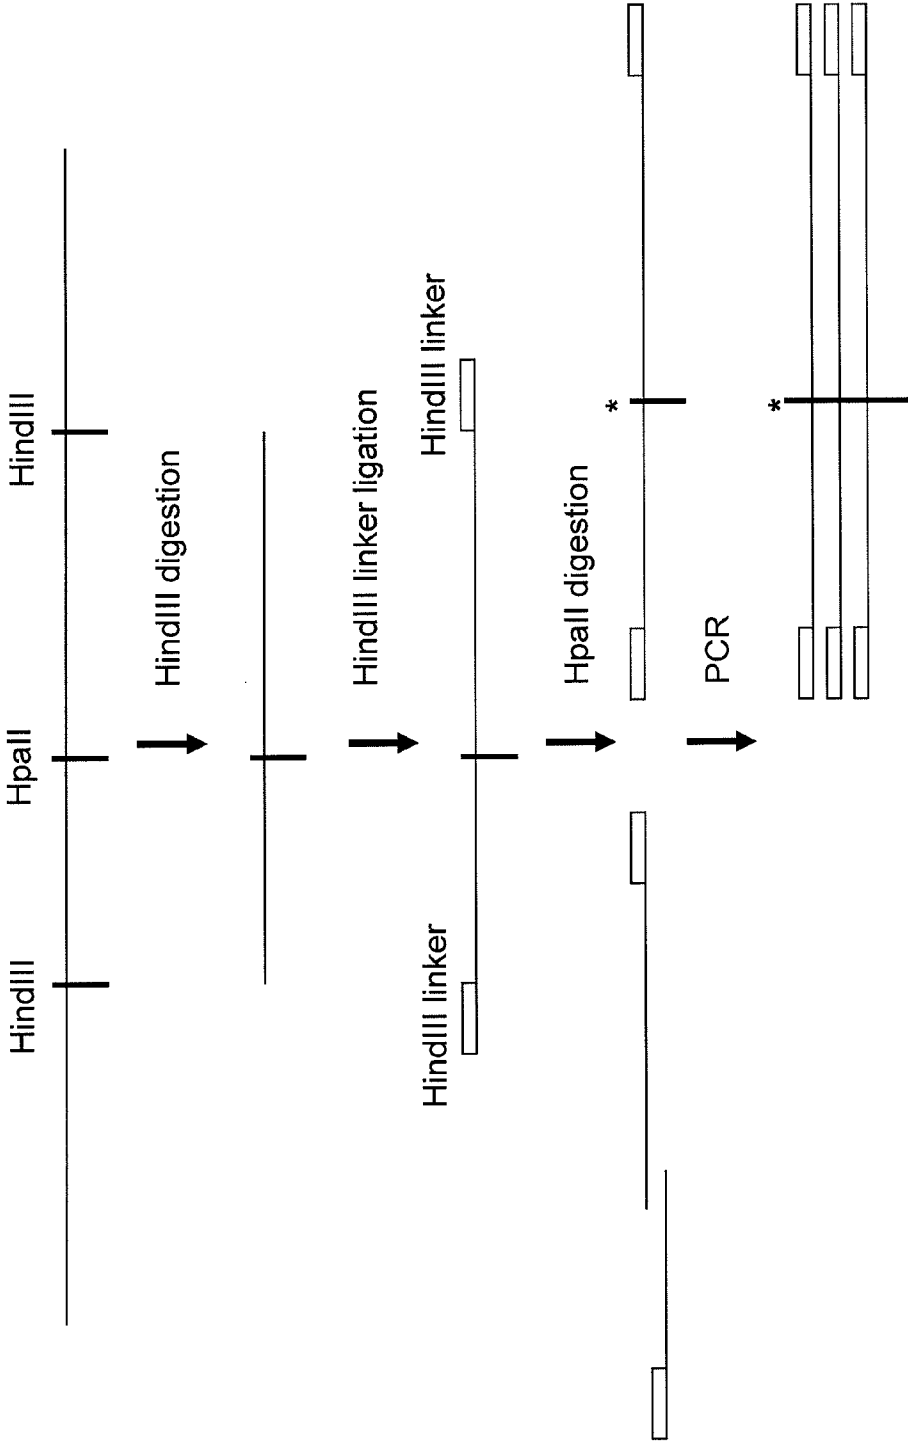 HindIII
HpaII
HindIII
HindIII digestion
HindIII linker ligation
HindIII linker
HindIII linker
HpaII digestion
*
PCR
*